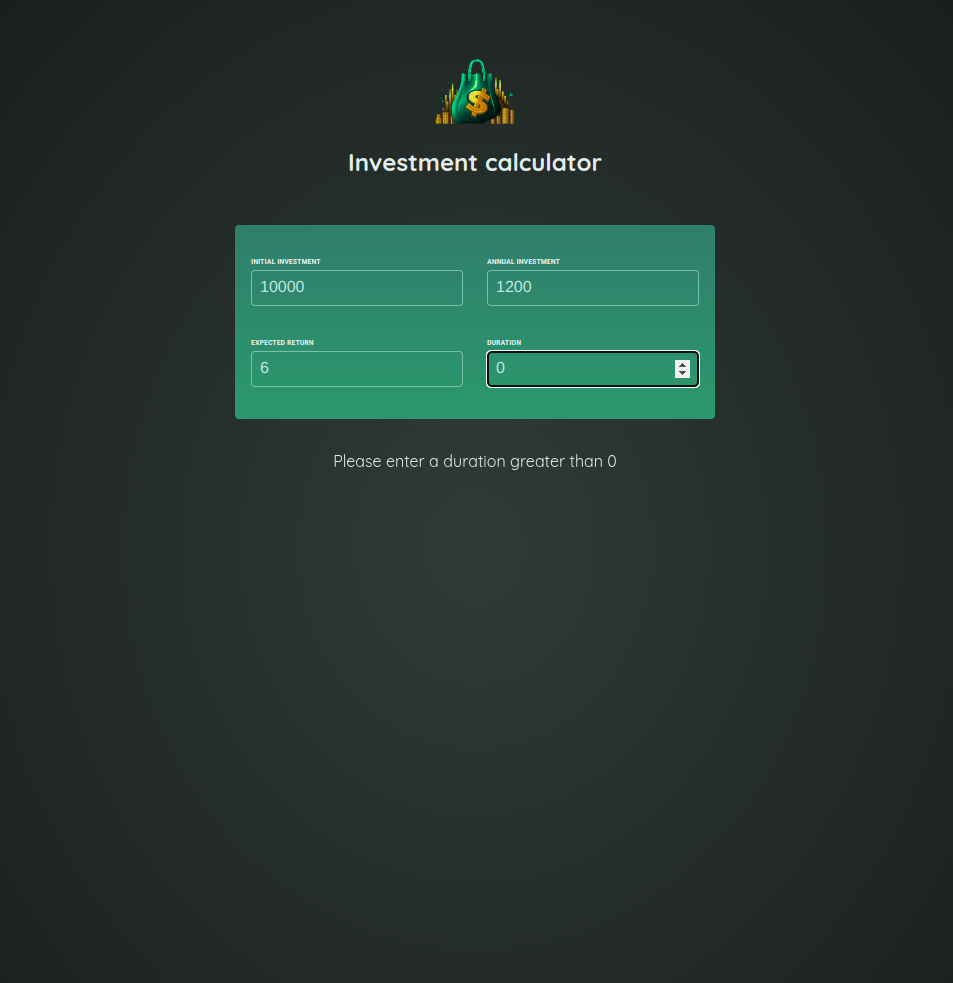 $
Investment calculator
INITIAL INVESTMENT ANNUAL INVESTMENT
10000 1200
EXPECTED RETURN DURATION
6 0
Please enter a duration greater than 0